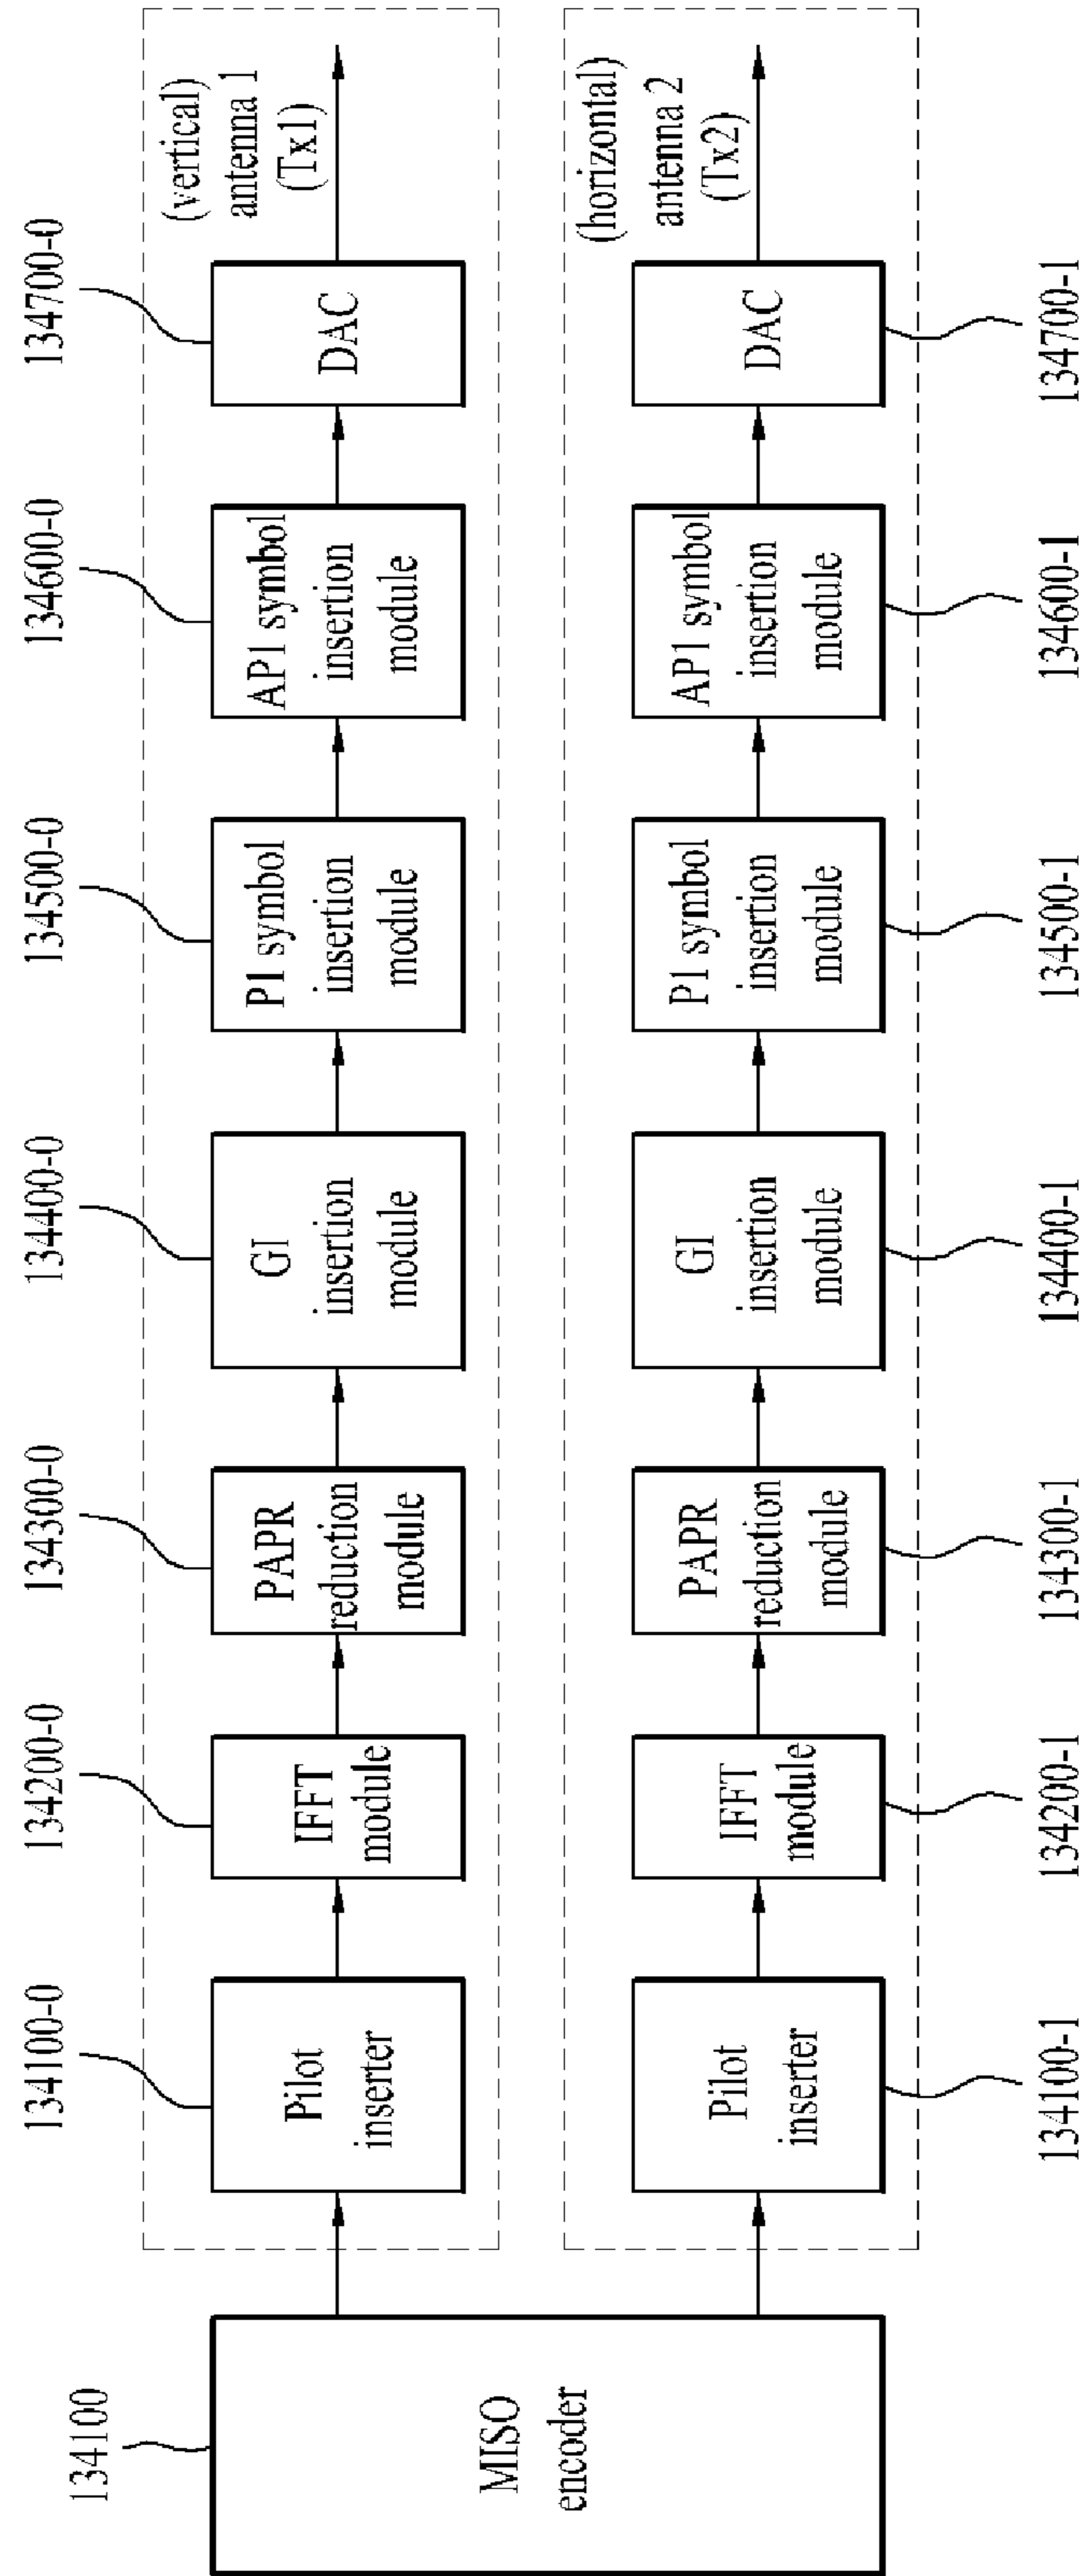 134100
MISO
encoder
134100-0
Pilot
inserter
134200-0
IFFT
module
134300-0
PAPR
reduction
module
134400-0
GI
insertion
module
134500-0
P1 symbol
insertion
module
134600-0
AP1 symbol
insertion
module
134700-0
DAC
(vertical)
antenna 1
(Tx1)
Pilot
inserter
134100-1
IFFT
module
134200-1
PAPR
reduction
module
134300-1
GI
insertion
module
134400-1
P1 symbol
insertion
module
134500-1
AP1 symbol
insertion
module
134600-1
DAC
134700-1
(horizontal)
antenna 2
(Tx2)